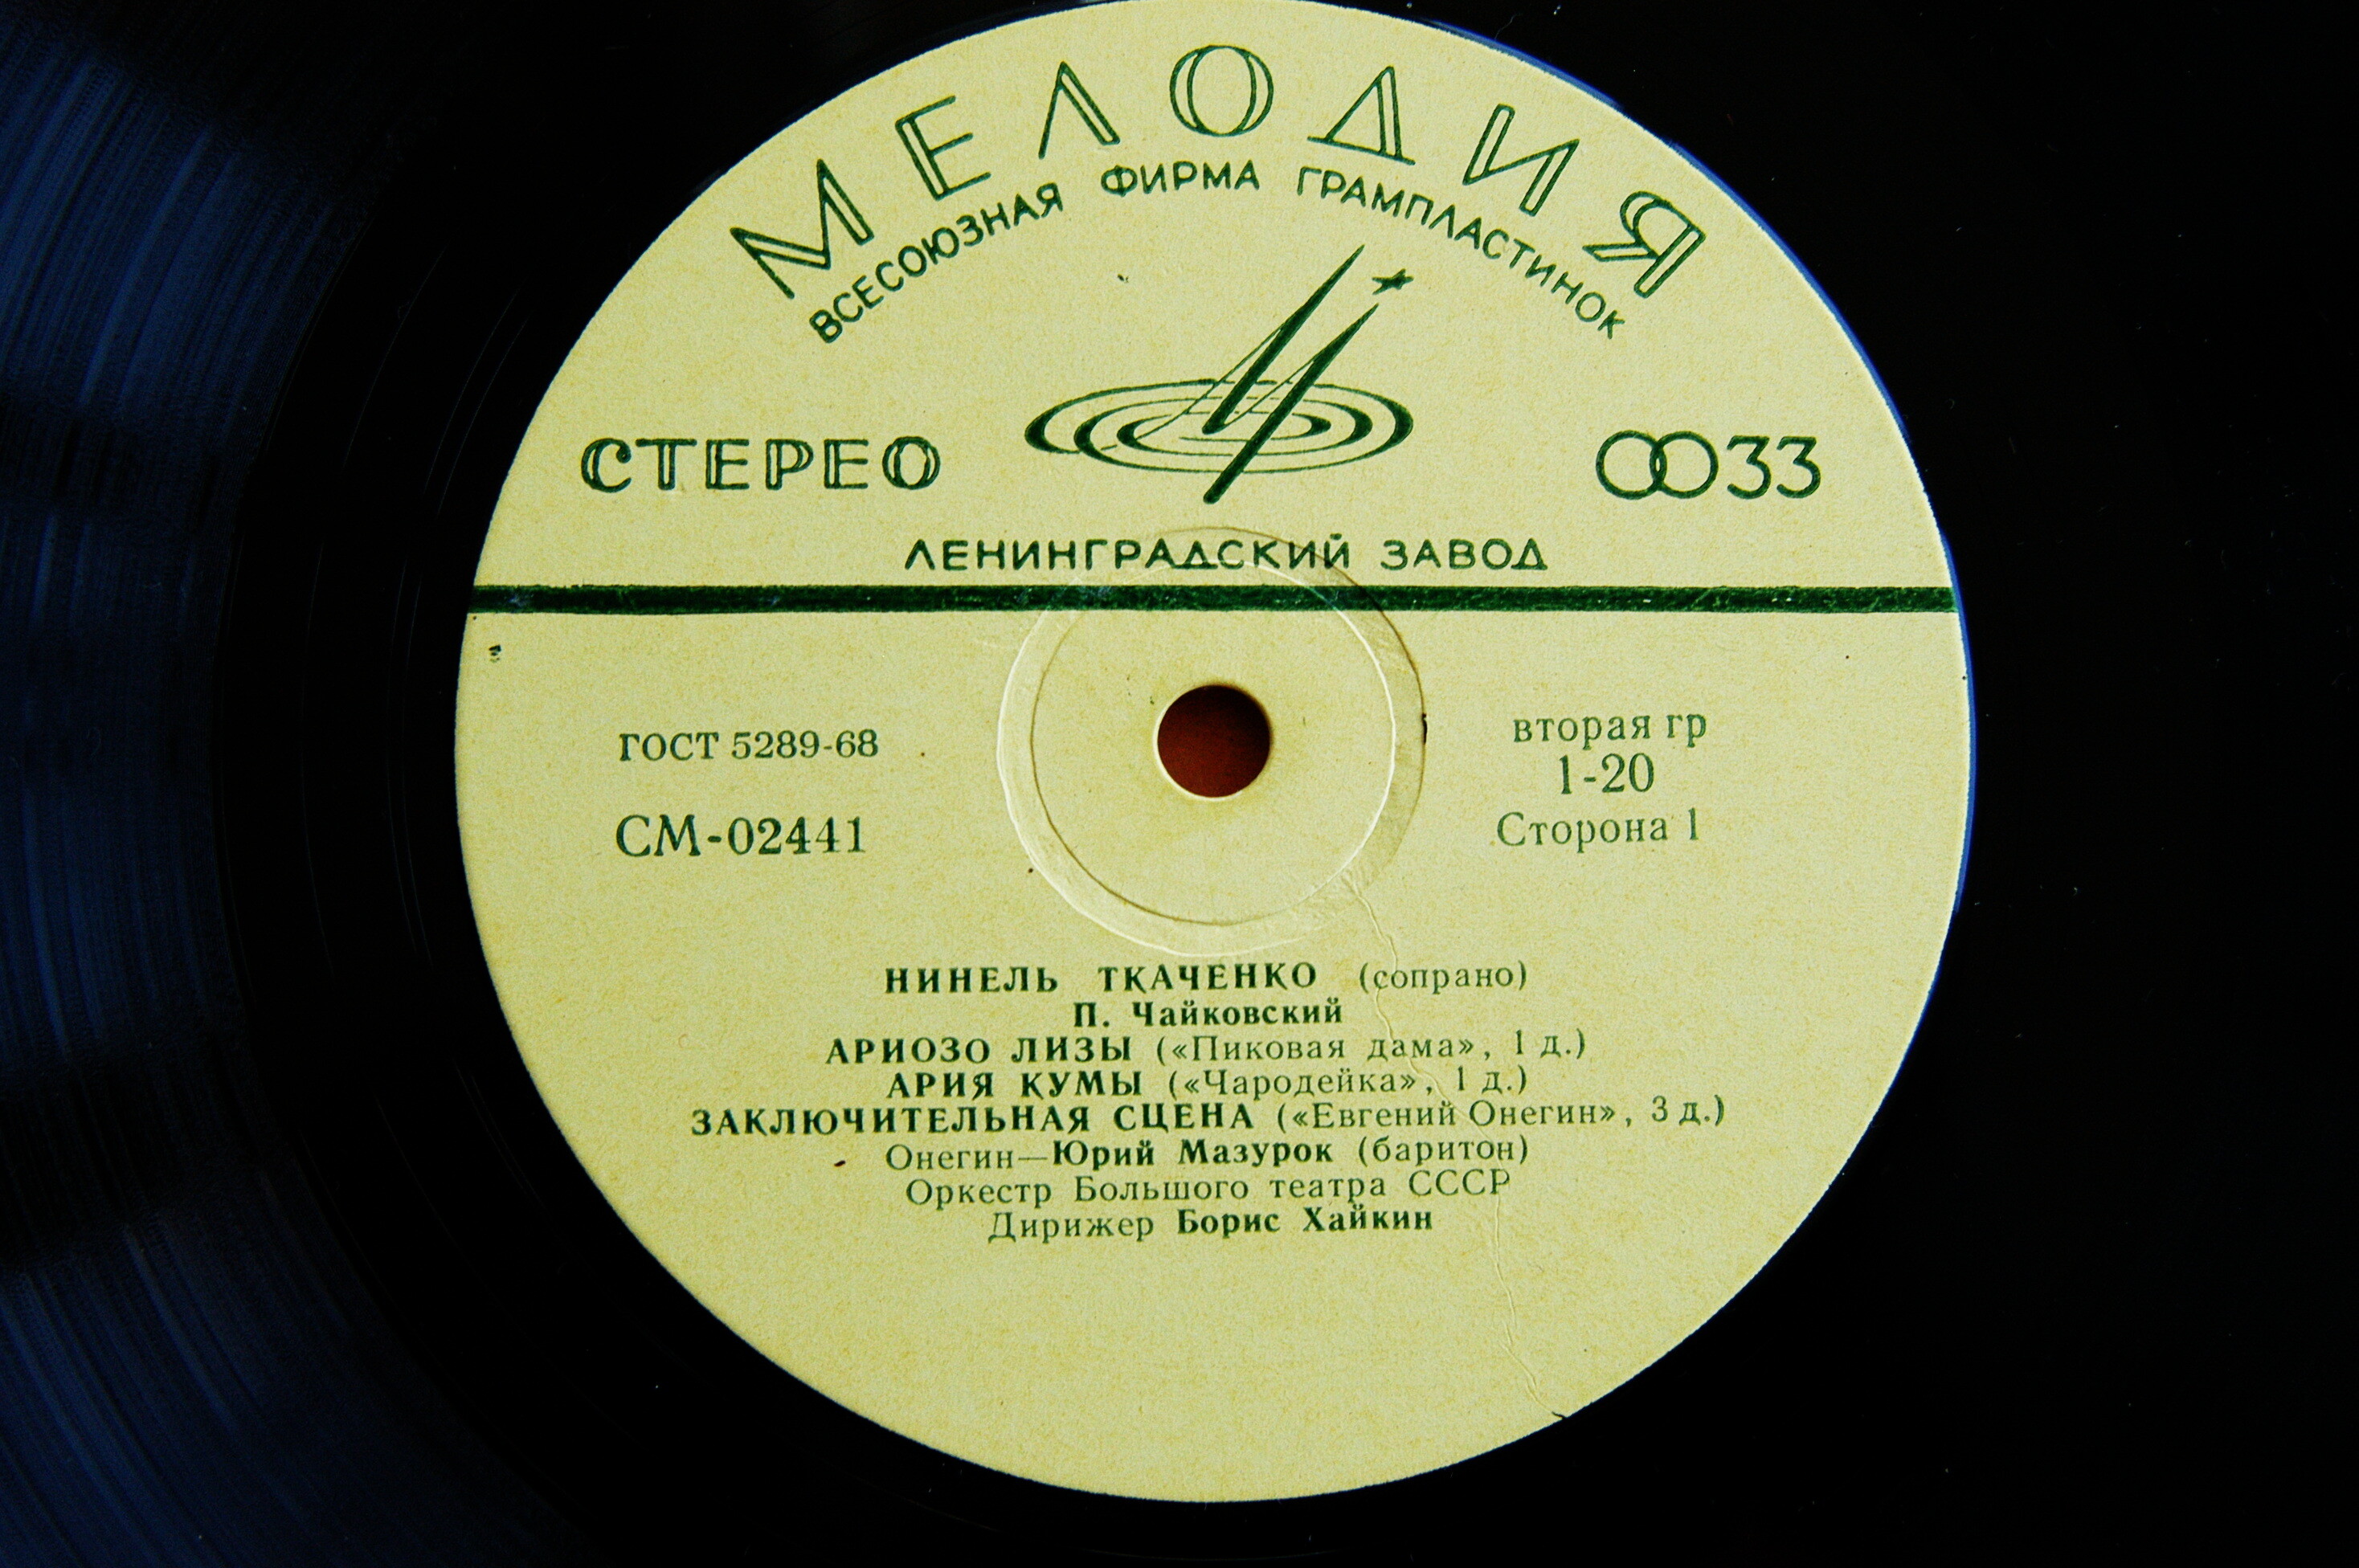 МЕЛОДИЯ
ВСЕСОЮЗНАЯ ФИРМА ГРАМПЛАСТИНОК
СТЕРЕО
33
ЛЕНИНГРАДСКИЙ ЗАВОД
ГОСТ 5289-68
СМ-02441
вторая гр
1-20
Сторона 1
НИНЕЛЬ ТКАЧЕНКО (сопрано)
П. Чайковский
АРИОЗО ЛИЗЫ («Пиковая дама», 1 д.)
АРИЯ КУМЫ («Чародейка», 1 д.)
ЗАКЛЮЧИТЕЛЬНАЯ СЦЕНА («Евгений Онегин», 3 д.)
Онегин—Юрий Мазурок (баритон)
Оркестр Большого театра СССР
Дирижер Борис Хайкин